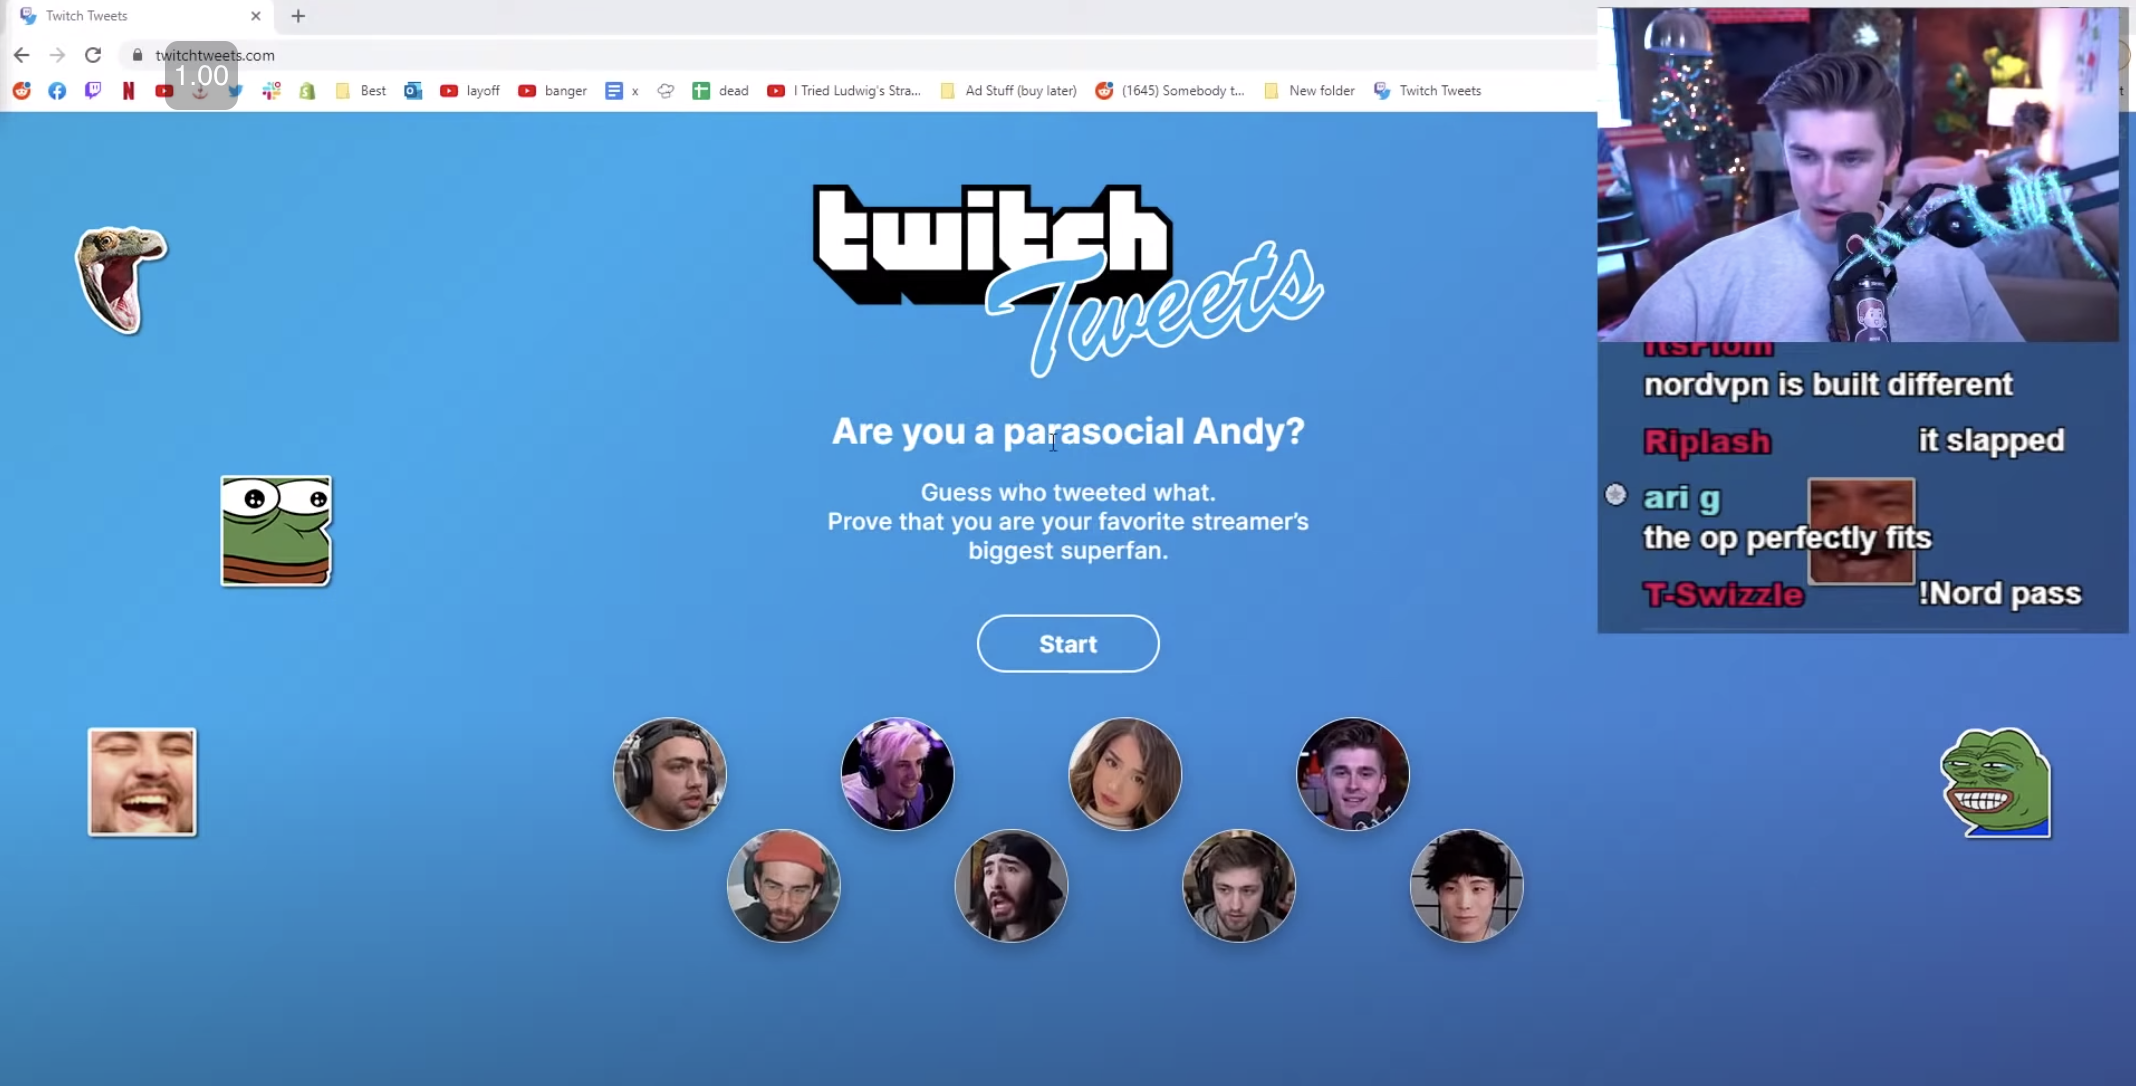 Twitch Tweets
twitchtweets.com
1.00
Best
layoff
banger
x
dead
I Tried Ludwig's Stra...
Ad Stuff (buy later)
(1645) Somebody t...
New folder
Twitch Tweets
twitch
Tweets
Are you a parasocial Andy?
Guess who tweeted what.
Prove that you are your favorite streamer's
biggest superfan.
Start
ItsFlom
nordvpn is built different
Riplash it slapped
ari g
the op perfectly fits
T-Swizzle !Nord pass